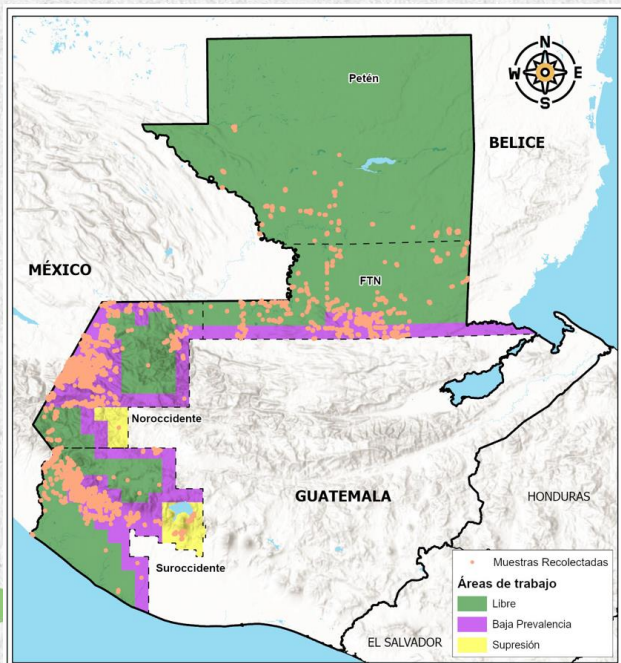 N
W E
S
Petén
BELICE
MÉXICO
FTN
Noroccidente
GUATEMALA
HONDURAS
Suroccidente
Muestras Recolectadas
Áreas de trabajo
Libre
Baja Prevalencia
Supresión
EL SALVADOR